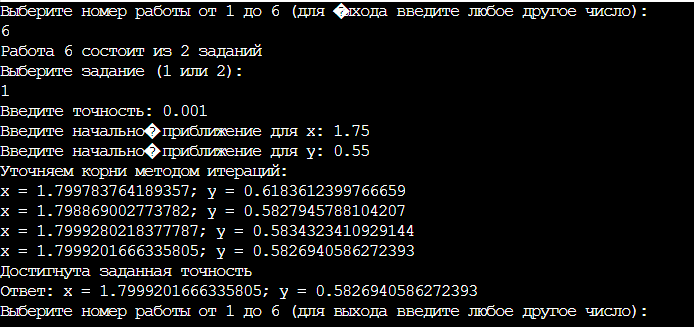 Выберите номер работы от 1 до 6 (для �ыхода введите любое другое число):
6
Работа 6 состоит из 2 заданий
Выберите задание (1 или 2):
1
Введите точность: 0.001
Введите начально�приближение для x: 1.75
Введите начально�приближение для y: 0.55
Уточняем корни методом итераций:
x = 1.799783764189357; y = 0.6183612399766659
x = 1.798869002773782; y = 0.5827945788104207
x = 1.7999280218377787; y = 0.5834323410929144
x = 1.7999201666335805; y = 0.5826940586272393
Достигнута заданная точность
Ответ: x = 1.7999201666335805; y = 0.5826940586272393
Выберите номер работы от 1 до 6 (для выхода введите любое другое число):